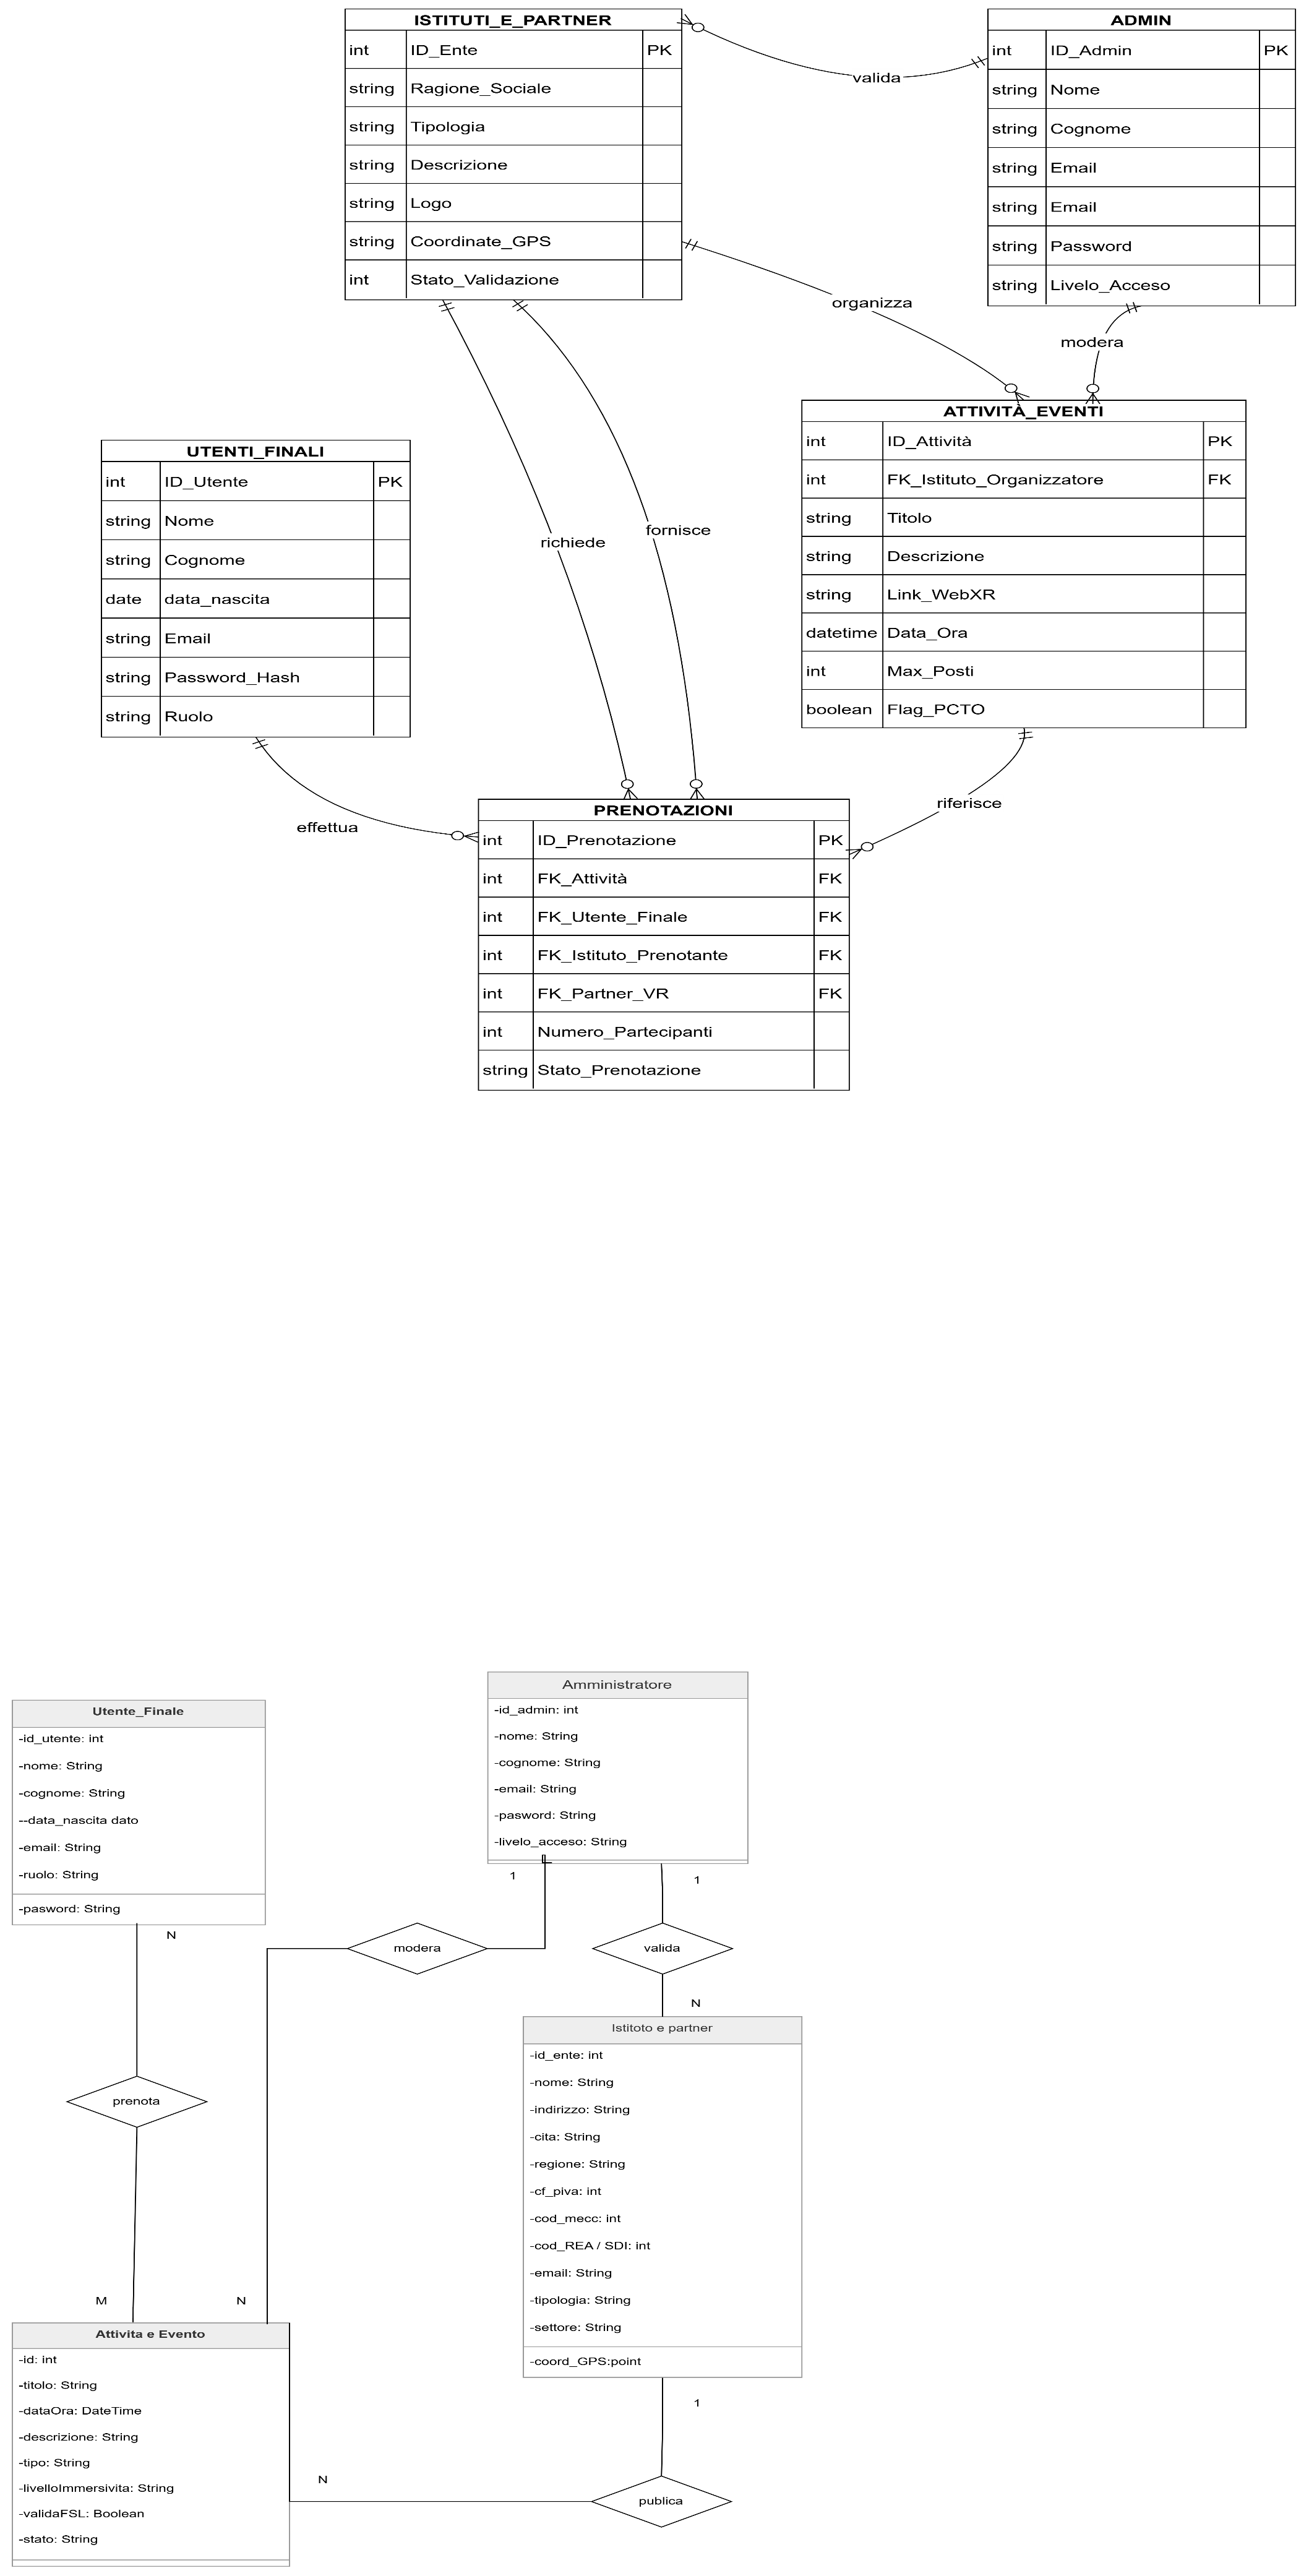 ISTITUTI_E_PARTNER
int ID_Ente PK
string Ragione_Sociale
string Tipologia
string Descrizione
string Logo
string Coordinate_GPS
int Stato_Validazione
valida
ADMIN
int ID_Admin PK
string Nome
string Cognome
string Email
string Email
string Password
string Livelo_Acceso
organizza
modera
ATTIVITÀ_EVENTI
int ID_Attività PK
int FK_Istituto_Organizzatore FK
string Titolo
string Descrizione
string Link_WebXR
datetime Data_Ora
int Max_Posti
boolean Flag_PCTO
UTENTI_FINALI
int ID_Utente PK
string Nome
string Cognome
date data_nascita
string Email
string Password_Hash
string Ruolo
richiede
fornisce
effettua
riferisce
PRENOTAZIONI
int ID_Prenotazione PK
int FK_Attività FK
int FK_Utente_Finale FK
int FK_Istituto_Prenotante FK
int FK_Partner_VR FK
int Numero_Partecipanti
string Stato_Prenotazione
Utente_Finale
-id_utente: int
-nome: String
-cognome: String
--data_nascita dato
-email: String
-ruolo: String
-pasword: String
N
Amministratore
-id_admin: int
-nome: String
-cognome: String
-email: String
-pasword: String
-livelo_acceso: String
1
1
modera
valida
N
Istitoto e partner
-id_ente: int
-nome: String
-indirizzo: String
-cita: String
-regione: String
-cf_piva: int
-cod_mecc: int
-cod_REA / SDI: int
-email: String
-tipologia: String
-settore: String
-coord_GPS:point
prenota
M
N
Attivita e Evento
-id: int
-titolo: String
-dataOra: DateTime
-descrizione: String
-tipo: String
-livelloImmersivita: String
-validaFSL: Boolean
-stato: String
1
N
publica